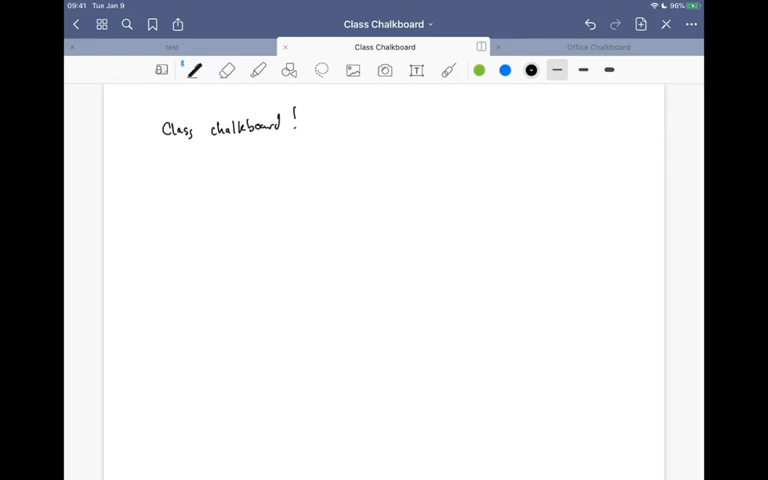 09:41 Tue Jan 9
96%
Class Chalkboard
test
Class Chalkboard
Office Chalkboard
T
Class chalkboard!